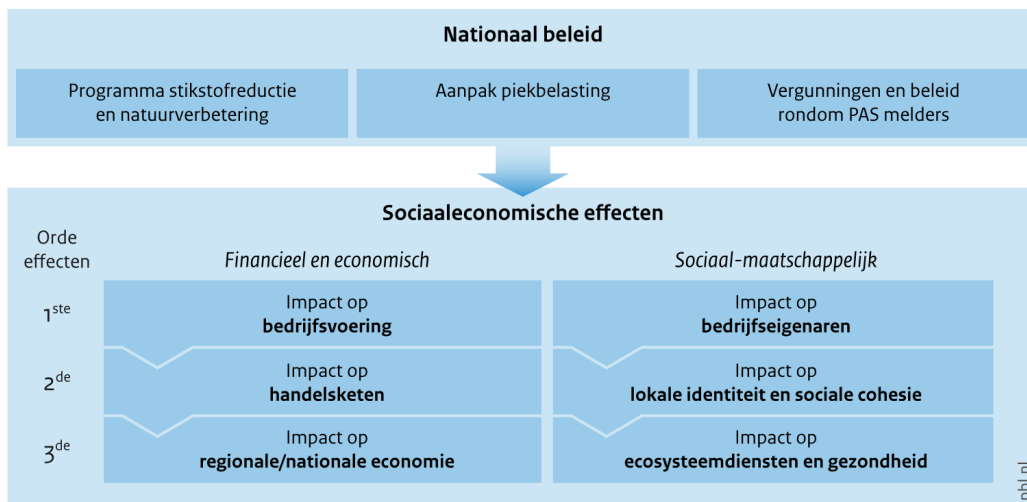 Nationaal beleid
Programma stikstofreductie
en natuurverbetering
Aanpak piekbelasting
Vergunningen en beleid
rondom PAS melders
Sociaaleconomische effecten
Orde
effecten
Financieel en economisch
Sociaal-maatschappelijk
1ste
Impact op
bedrijfsvoering
Impact op
bedrijfseigenaren
2de
Impact op
handelsketen
Impact op
lokale identiteit en sociale cohesie
3de
Impact op
regionale/nationale economie
Impact op
ecosysteemdiensten en gezondheid
pbl.nl